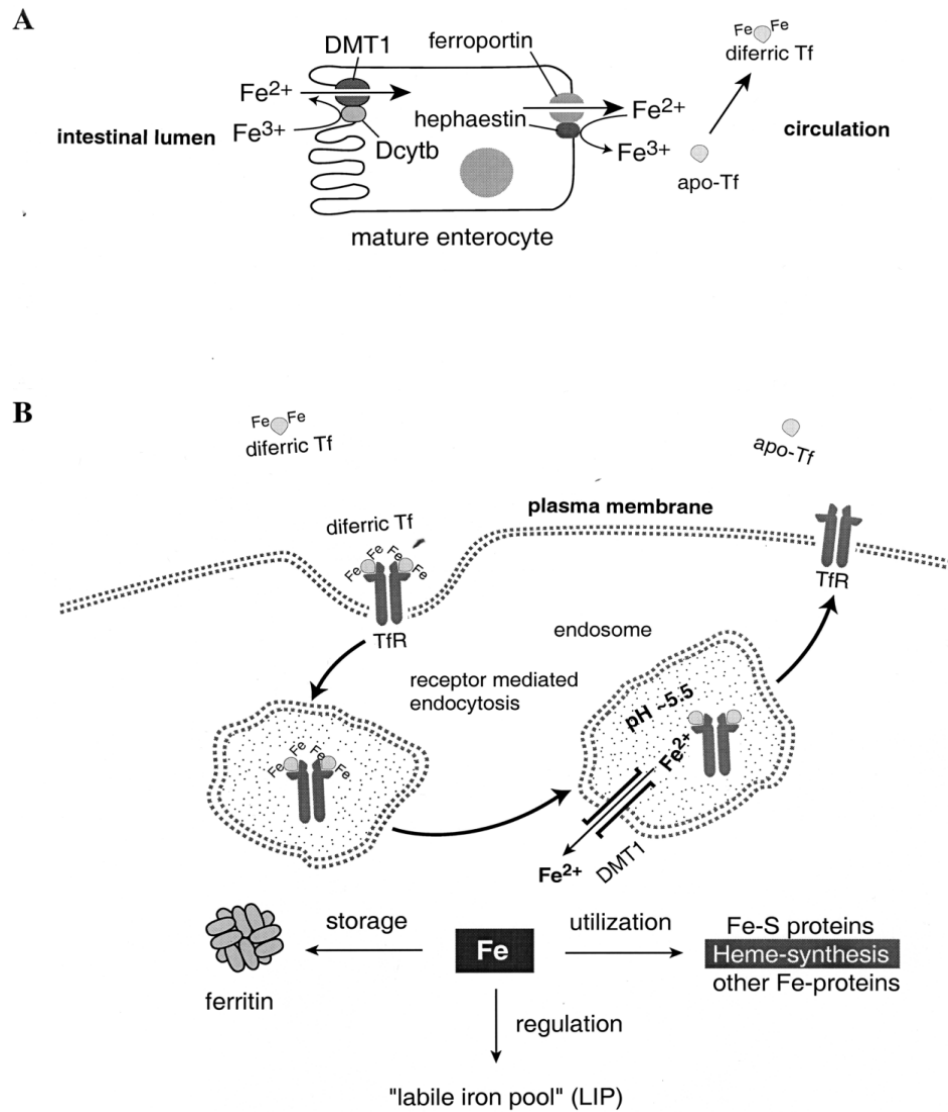 A
DMT1
ferroportin
Fe Fe
diferric Tf
Fe2+
Fe3+
intestinal lumen
Dcytb
hephaestin
Fe2+
Fe3+
circulation
apo-Tf
mature enterocyte
B
Fe Fe
diferric Tf
apo-Tf
plasma membrane
diferric Tf
Fe Fe Fe Fe
TfR
TfR
endosome
receptor mediated
endocytosis
pH ~5.5
Fe2+
Fe Fe Fe Fe
Fe2+
DMT1
storage
Fe
utilization
Fe-S proteins
Heme-synthesis
other Fe-proteins
ferritin
regulation
"labile iron pool" (LIP)